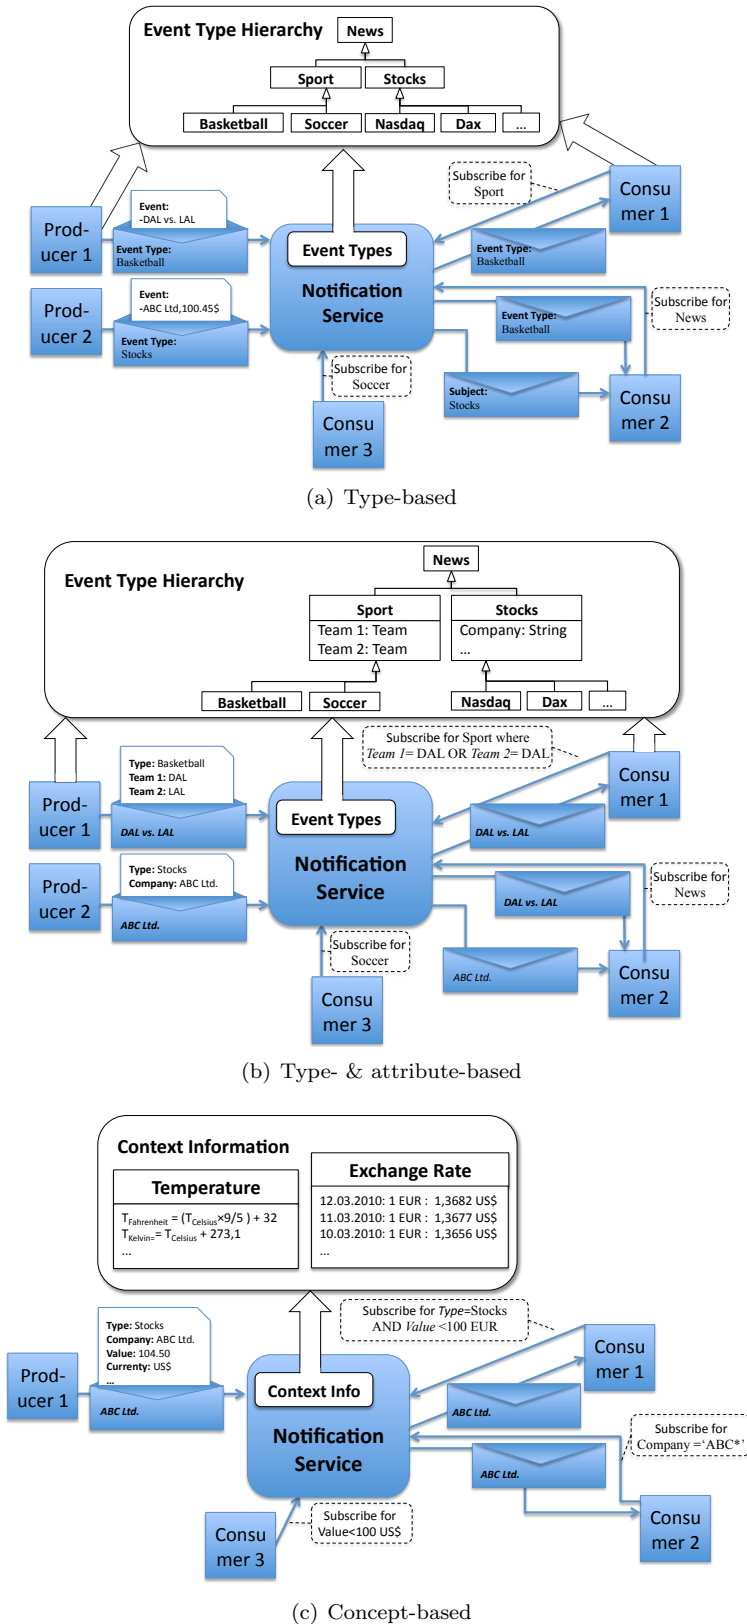 Event Type Hierarchy
News
Sport
Stocks
Basketball
Soccer
Nasdaq
Dax
...
Subscribe for
Sport
Consu
mer 1
Prod-
ucer 1
Event:
-DAL vs. LAL
Event Type:
Basketball
Event Types
Notification
Service
Event Type:
Basketball
Prod-
ucer 2
Event:
-ABC Ltd,100.45$
Event Type:
Stocks
Event Type:
Basketball
Subscribe for
News
Subscribe for
Soccer
Subject:
Stocks
Consu
mer 2
Consu
mer 3
(a) Type-based
Event Type Hierarchy
News
Sport
Team 1: Team
Team 2: Team
Stocks
Company: String
...
Basketball
Soccer
Nasdaq
Dax
...
Subscribe for Sport where
Team 1= DAL OR Team 2= DAL
Consu
mer 1
Prod-
ucer 1
Type: Basketball
Team 1: DAL
Team 2: LAL
DAL vs. LAL
Event Types
Notification
Service
DAL vs. LAL
Prod-
ucer 2
Type: Stocks
Company: ABC Ltd.
ABC Ltd.
DAL vs. LAL
Subscribe for
News
Subscribe for
Soccer
ABC Ltd.
Consu
mer 2
Consu
mer 3
(b) Type- & attribute-based
Context Information
Temperature
TFahrenheit = (TCelsius×9/5 ) + 32
TKelvin== TCelsius + 273,1
...
Exchange Rate
12.03.2010: 1 EUR : 1,3682 US$
11.03.2010: 1 EUR : 1,3677 US$
10.03.2010: 1 EUR : 1,3656 US$
...
Subscribe for Type=Stocks
AND Value <100 EUR
Consu
mer 1
Prod-
ucer 1
Type: Stocks
Company: ABC Ltd.
Value: 104.50
Currenty: US$
...
ABC Ltd.
Context Info
Notification
Service
ABC Ltd.
Subscribe for
Company =‘ABC*’
ABC Ltd.
Subscribe for
Value<100 US$
Consu
mer 2
Consu
mer 3
(c) Concept-based